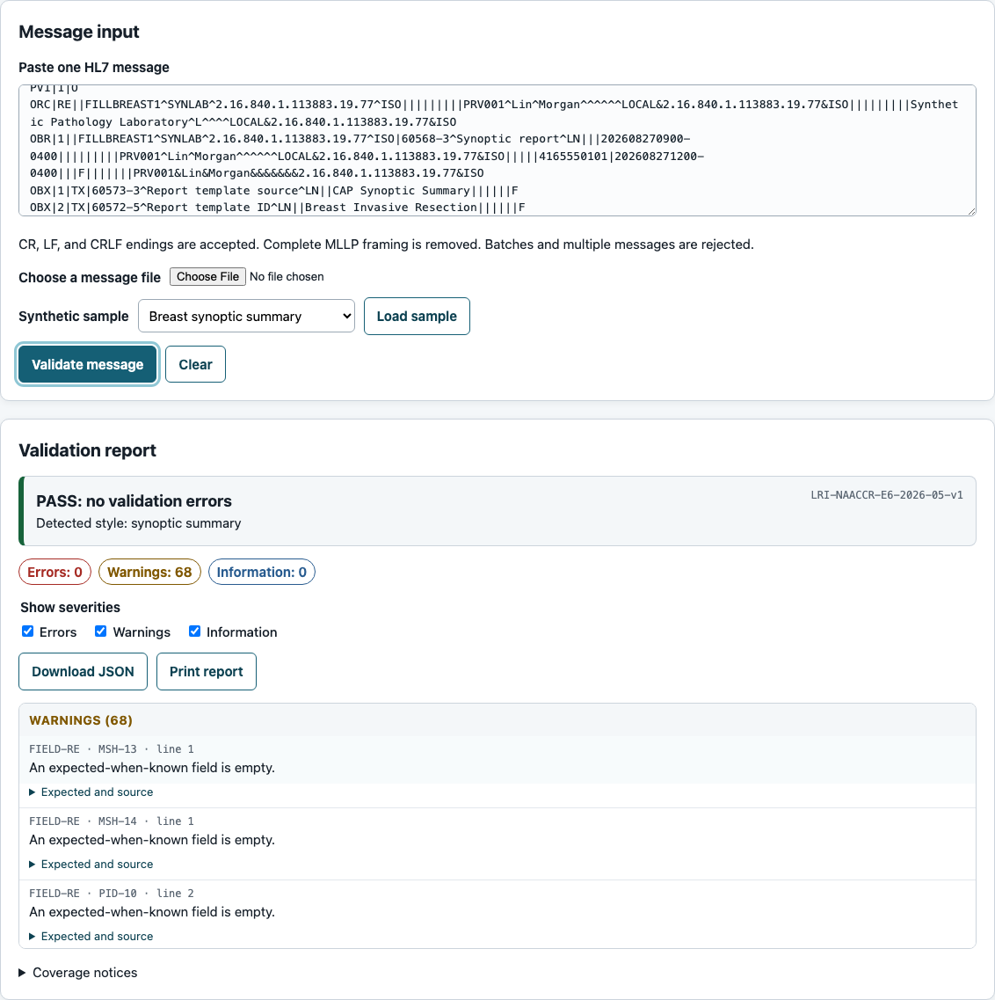 Message input
Paste one HL7 message
PV1|1|O
ORC|RE||FILLBREAST1^SYNLAB^2.16.840.1.113883.19.77^ISO|||||||||PRV001^Lin^Morgan^^^^^^LOCAL&2.16.840.1.113883.19.77&ISO|||||||||Synthet
ic Pathology Laboratory^L^^^^LOCAL&2.16.840.1.113883.19.77&ISO
OBR|1||FILLBREAST1^SYNLAB^2.16.840.1.113883.19.77^ISO|60568-3^Synoptic report^LN|||202608270900-
0400|||||||||PRV001^Lin^Morgan^^^^^^LOCAL&2.16.840.1.113883.19.77&ISO|||||4165550101|202608271200-
0400|||F|||||||PRV001&Lin&Morgan&&&&&&&2.16.840.1.113883.19.77&ISO
OBX|1|TX|60573-3^Report template source^LN||CAP Synoptic Summary||||||F
OBX|2|TX|60572-5^Report template ID^LN||Breast Invasive Resection||||||F
CR, LF, and CRLF endings are accepted. Complete MLLP framing is removed. Batches and multiple messages are rejected.
Choose a message file Choose File No file chosen
Synthetic sample Breast synoptic summary Load sample
Validate message Clear
Validation report
PASS: no validation errors LRI-NAACCR-E6-2026-05-v1
Detected style: synoptic summary
Errors: 0 Warnings: 68 Information: 0
Show severities
Errors Warnings Information
Download JSON Print report
WARNINGS (68)
FIELD-RE · MSH-13 · line 1
An expected-when-known field is empty.
Expected and source
FIELD-RE · MSH-14 · line 1
An expected-when-known field is empty.
Expected and source
FIELD-RE · PID-10 · line 2
An expected-when-known field is empty.
Expected and source
Coverage notices